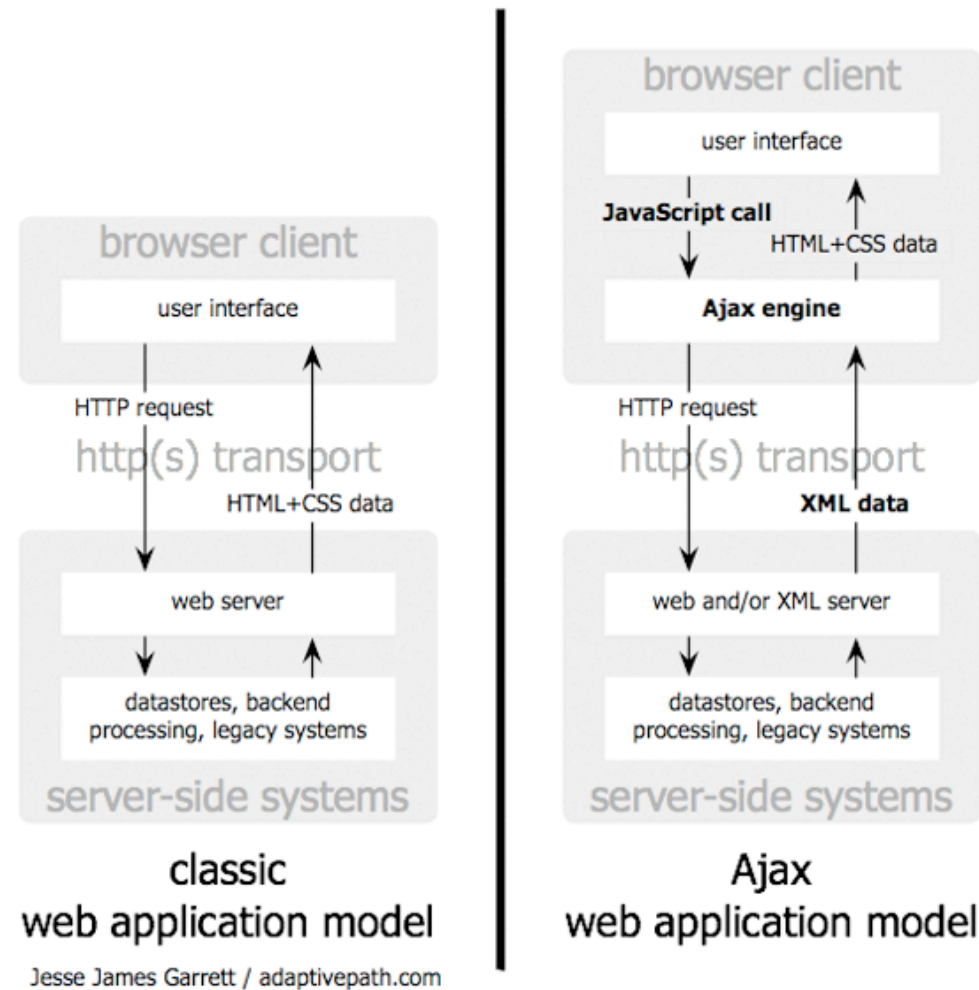 browser client
user interface
HTTP request
http(s) transport
HTML+CSS data
web server
datastores, backend
processing, legacy systems
server-side systems
classic
web application model
Jesse James Garrett / adaptivepath.com
browser client
user interface
JavaScript call
HTML+CSS data
Ajax engine
HTTP request
http(s) transport
XML data
web and/or XML server
datastores, backend
processing, legacy systems
server-side systems
Ajax
web application model